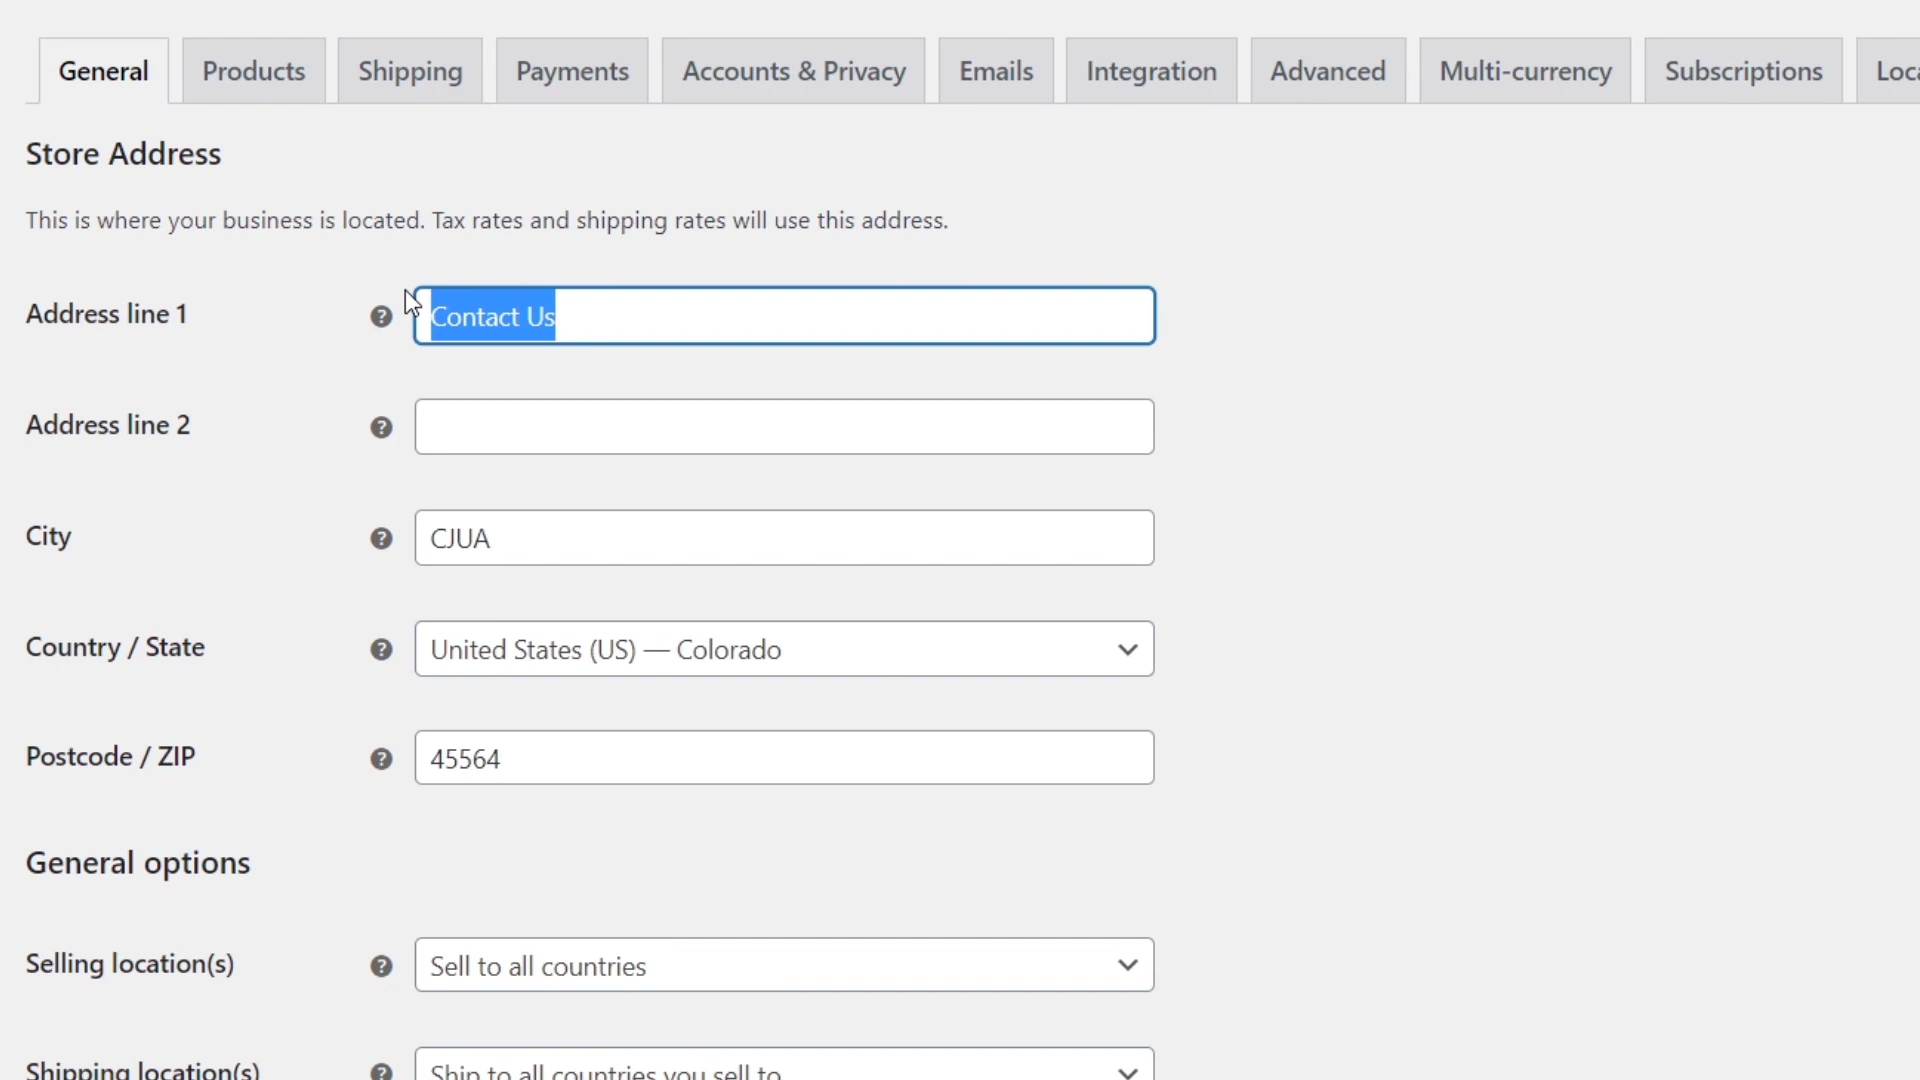 General Products Shipping Payments Accounts & Privacy Emails Integration Advanced Multi-currency Subscriptions Loca
Store Address
This is where your business is located. Tax rates and shipping rates will use this address.
Address line 1 ? Contact Us
Address line 2 ?
City ? CJUA
Country / State ? United States (US) — Colorado
Postcode / ZIP ? 45564
General options
Selling location(s) ? Sell to all countries
Shipping location(s) ? Ship to all countries you sell to